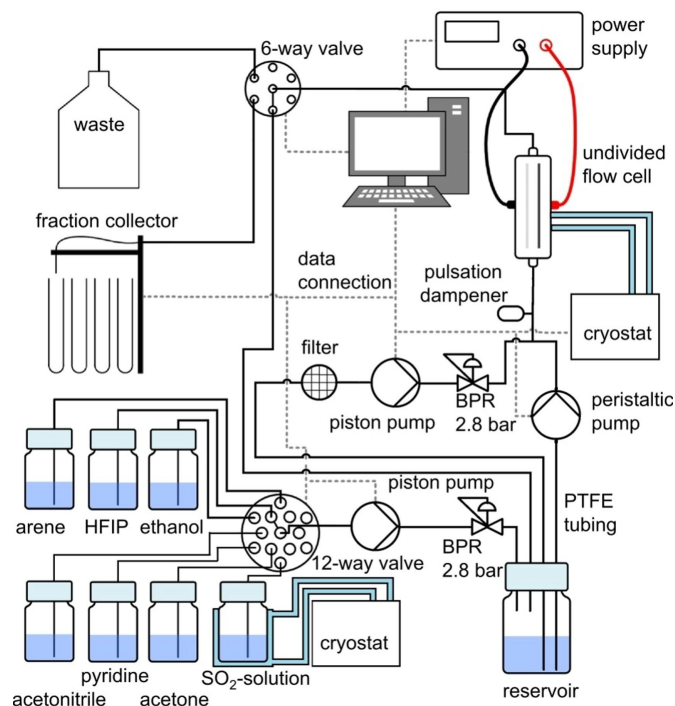 6-way valve
power
supply
waste
undivided
flow cell
fraction collector
data
connection
pulsation
dampener
cryostat
filter
piston pump
BPR
2.8 bar
peristaltic
pump
arene
HFIP
ethanol
piston pump
12-way valve
BPR
2.8 bar
PTFE
tubing
acetonitrile
pyridine
acetone
SO₂-solution
cryostat
reservoir